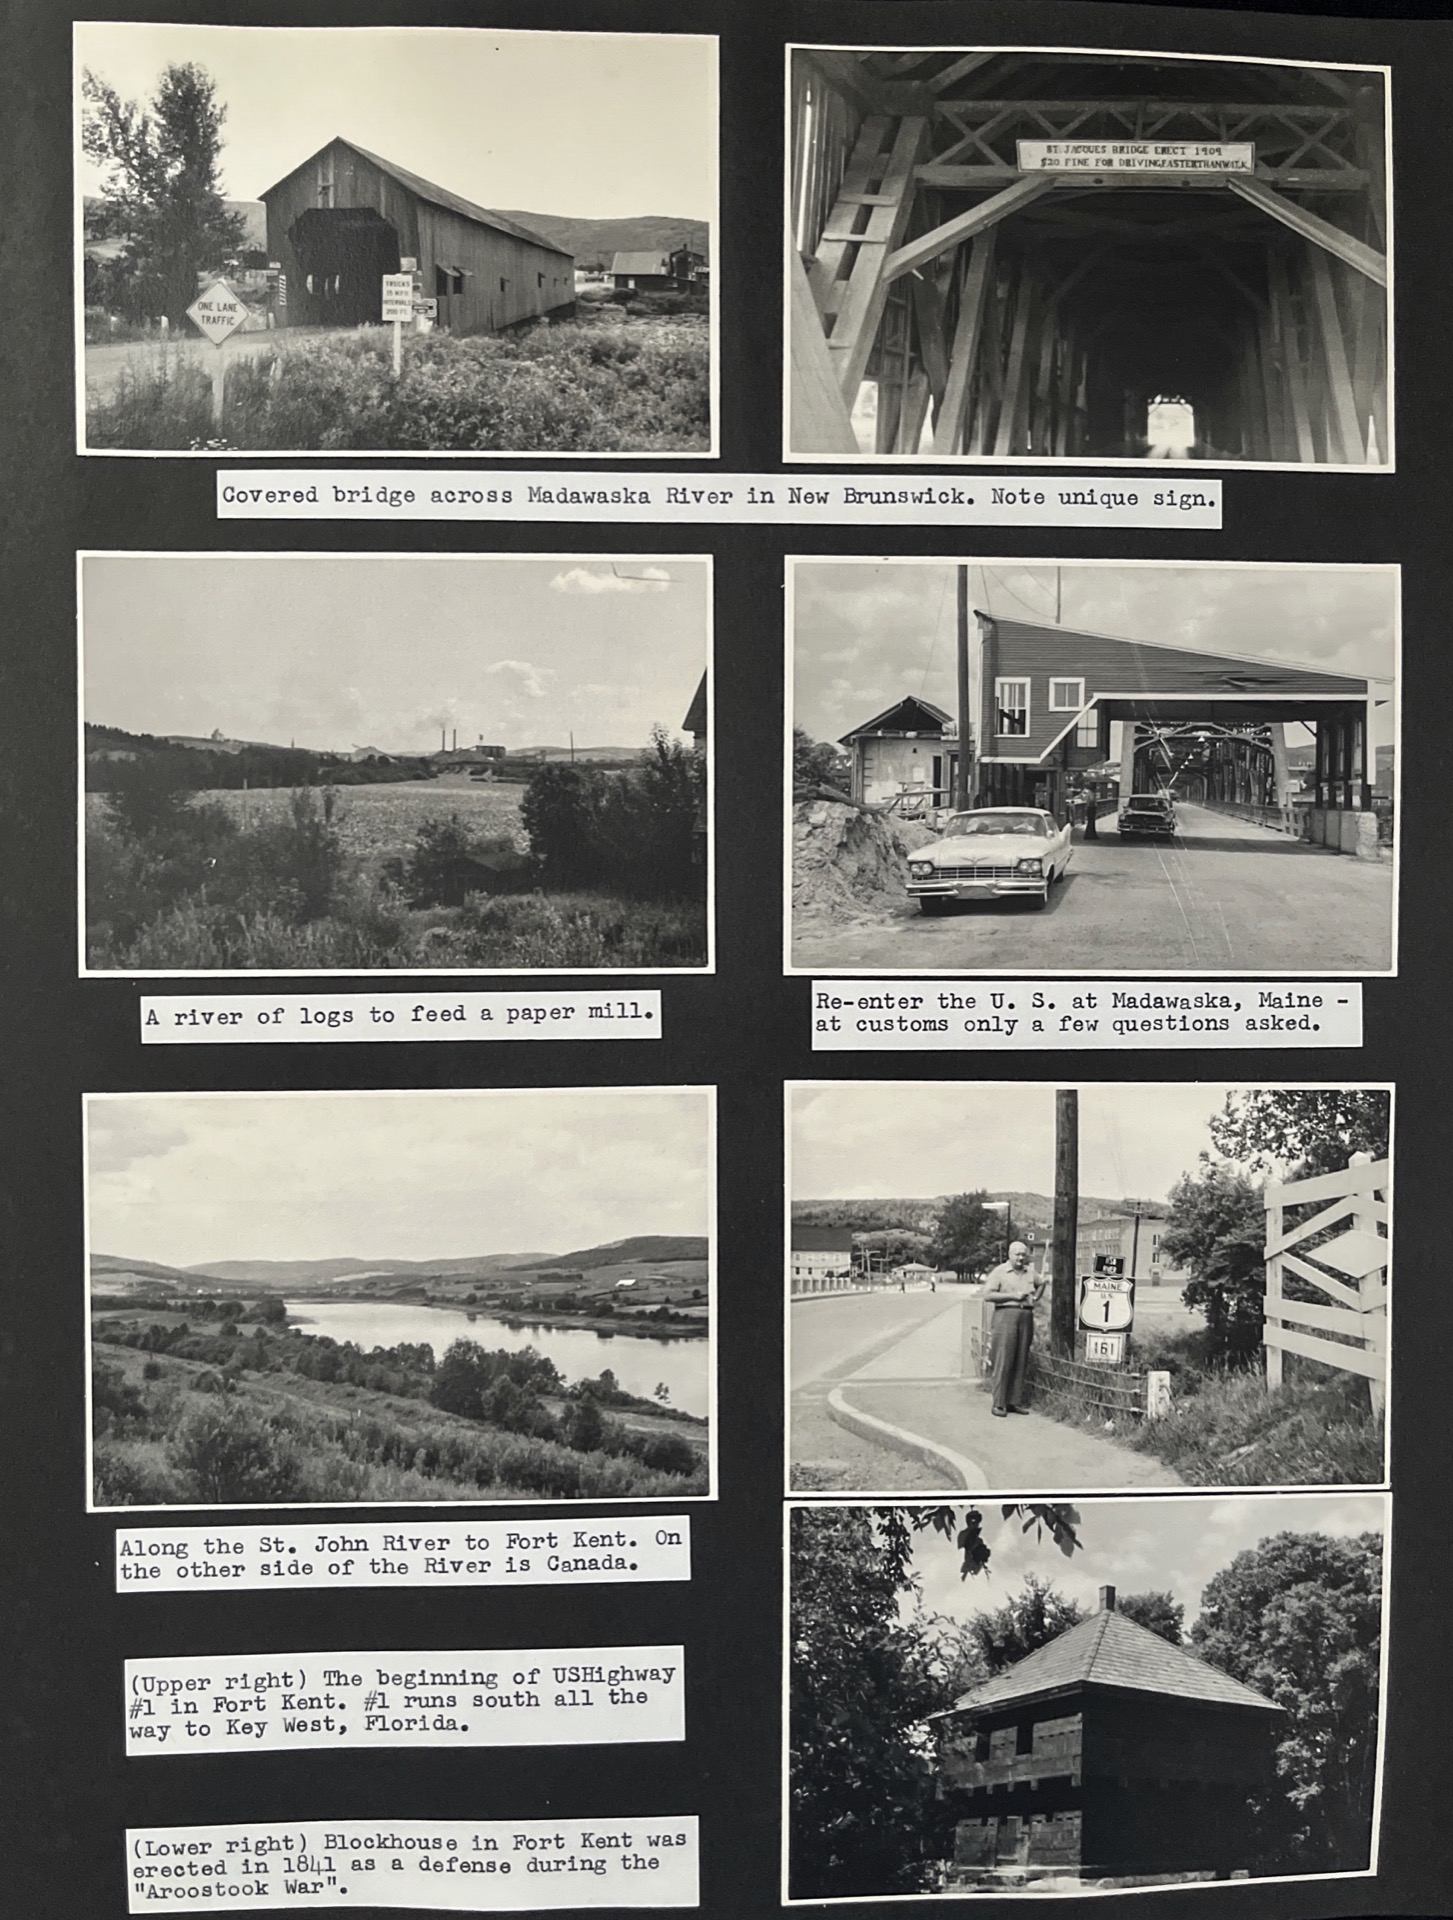 ONE LANE
TRAFFIC
TRUCKS
15 M.P.H.
INTERVALS
200 FT.
ST. JACQUES BRIDGE ERECT 1909
$20. FINE FOR DRIVINGFASTERTHANWALK
Covered bridge across Madawaska River in New Brunswick. Note unique sign.
A river of logs to feed a paper mill.
Re-enter the U. S. at Madawaska, Maine -
at customs only a few questions asked.
MAINE
U.S.
1
161
Along the St. John River to Fort Kent. On
the other side of the River is Canada.
(Upper right) The beginning of USHighway
#1 in Fort Kent. #1 runs south all the
way to Key West, Florida.
(Lower right) Blockhouse in Fort Kent was
erected in 1841 as a defense during the
"Aroostook War".